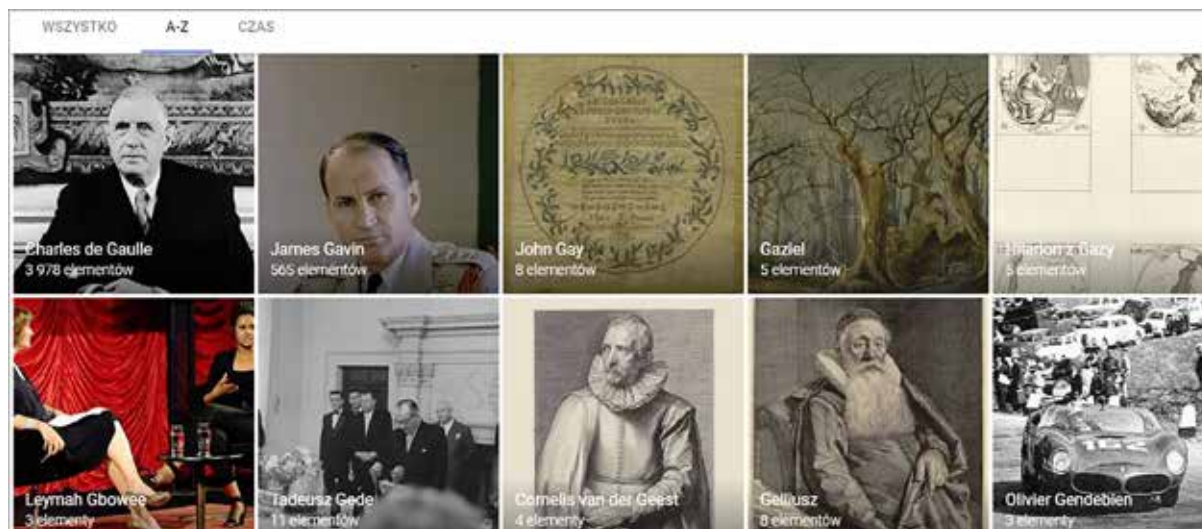 WSZYSTKO A-Z CZAS
Charles de Gaulle
3 978 elementów
James Gavin
565 elementów
John Gay
8 elementów
Gaziel
5 elementów
Hilarion z Gazy
elementów
Leymah Gbowee
3 elementy
Tadeusz Gede
11 elementów
Cornelis van der Geest
4 elementy
Gelliusz
8 elementów
Olivier Gendebien
3 elementy